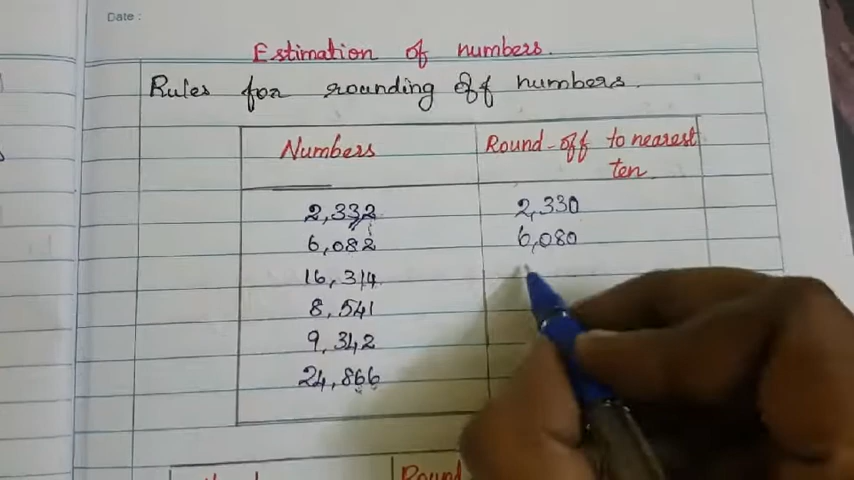 Date :
Estimation of numbers.
Rules for rounding off numbers.
Numbers Round-off to nearest ten
2,332 2,330
6,082 6,080
16,314
8,541
9,342
24,866
Round